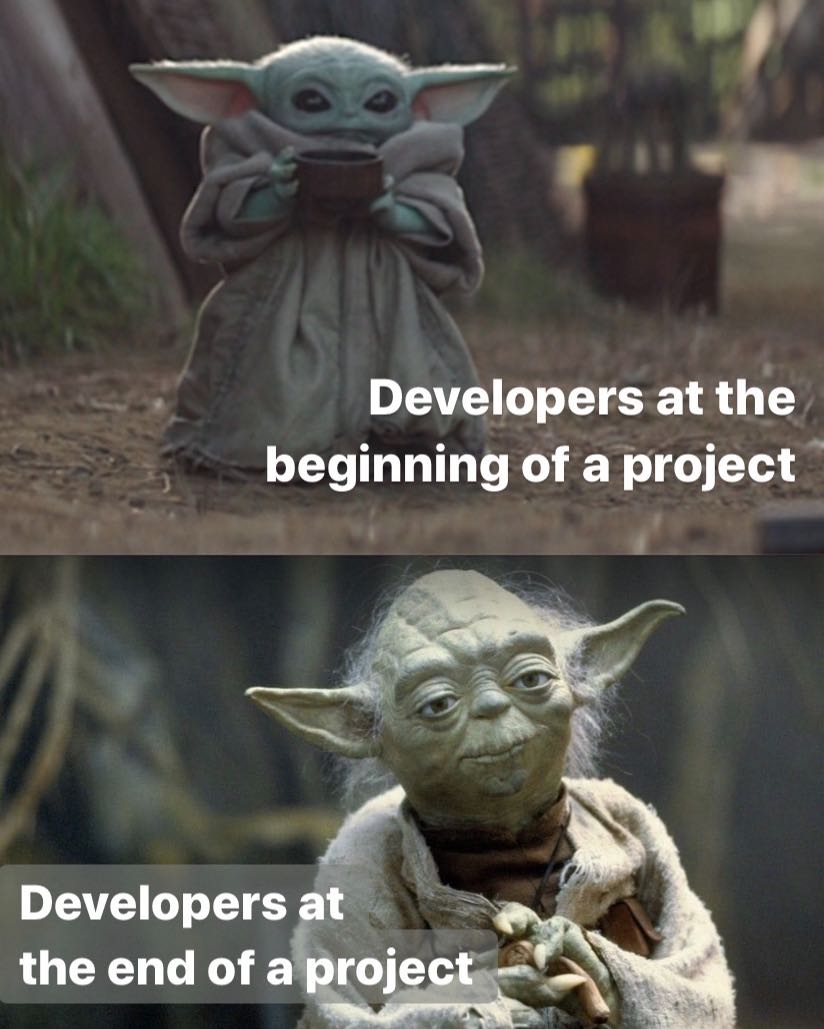 Developers at the
beginning of a project
Developers at
the end of a project